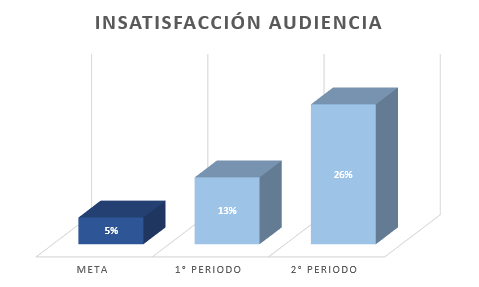 INSATISFACCIÓN AUDIENCIA
26%
13%
5%
META
1° PERIODO
2° PERIODO